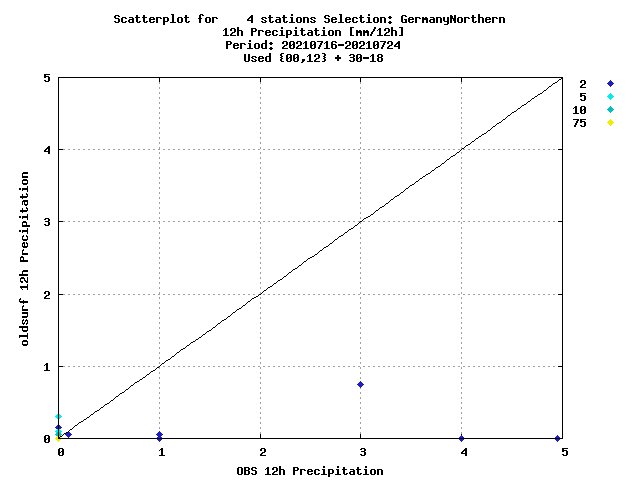 Scatterplot for    4 stations Selection: GermanyNorthern
12h Precipitation [mm/12h]
Period: 20210716-20210724
Used {00,12} + 30-18
5
2
5
10
75
4
3
2
1
0
oldsurf 12h Precipitation
0 1 2 3 4 5
OBS 12h Precipitation